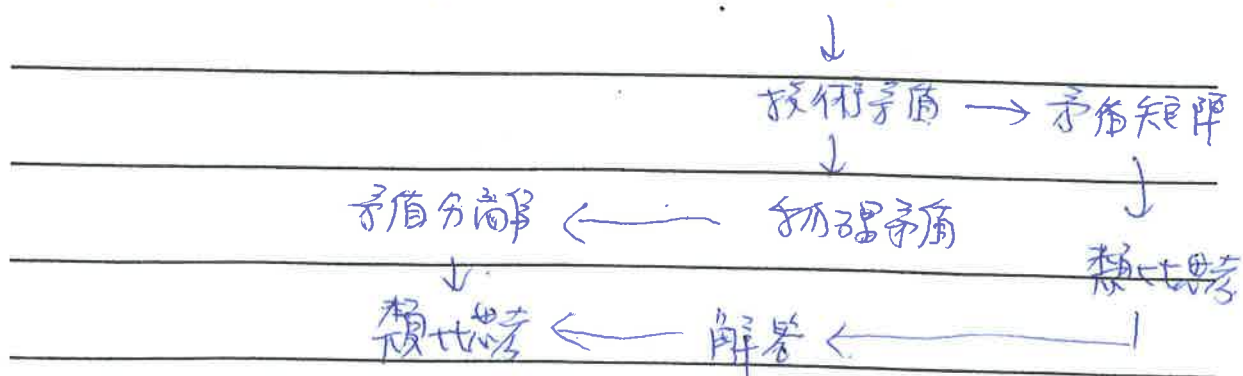 ↓
技術矛盾 → 矛盾矩陣
↓ ↓
矛盾分離 ← 物理矛盾
↓ 類比思考
類比思考 ← 解答 ←